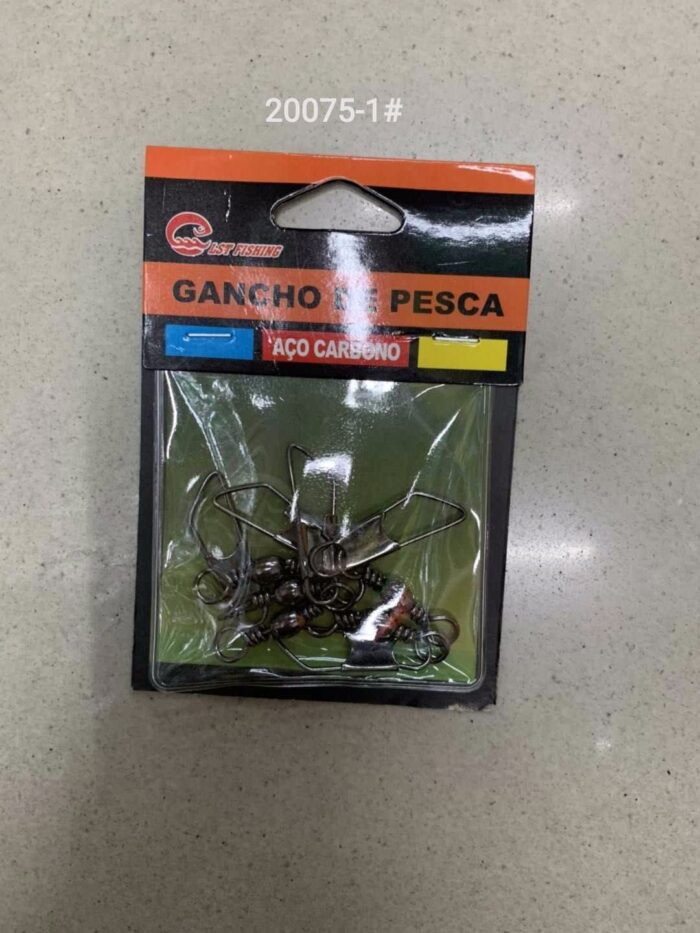 20075-1#
LST FISHING
GANCHO DE PESCA
AÇO CARBONO